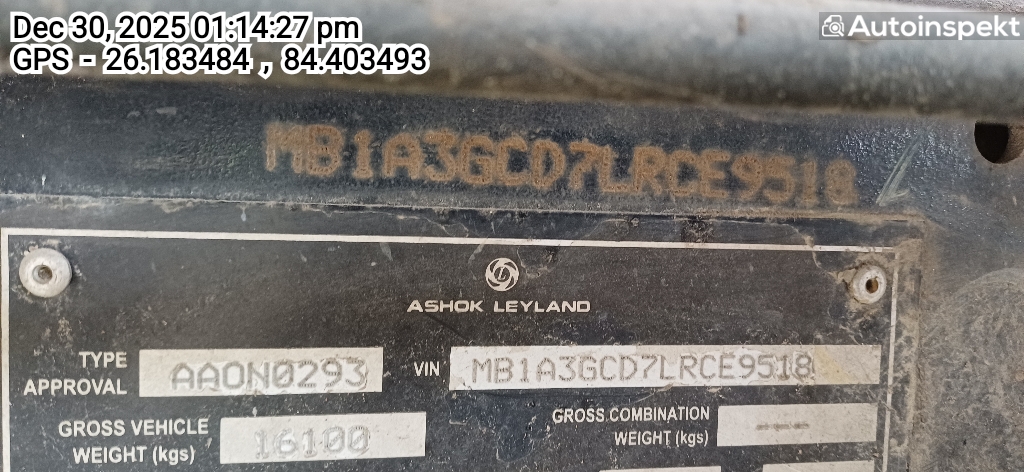 Dec 30, 2025 01:14:27 pm
GPS - 26.183484 , 84.403493
Autoinspekt
MB1A3GCD7LRCE9518
ASHOK LEYLAND
TYPE APPROVAL AAON0293 VIN MB1A3GCD7LRCE9518
GROSS VEHICLE WEIGHT (kgs) 16100 GROSS COMBINATION WEIGHT (kgs) ---